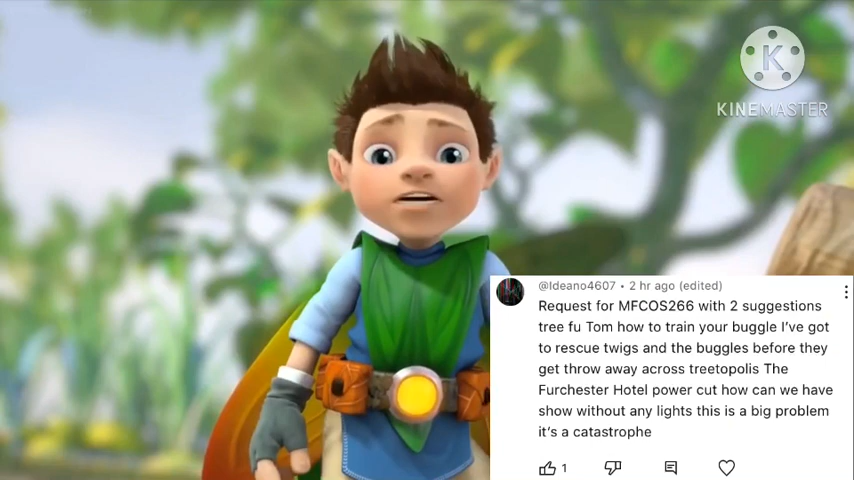 K
KINEMASTER
@Ideano4607 • 2 hr ago (edited)
Request for MFCOS266 with 2 suggestions
tree fu Tom how to train your buggle I've got
to rescue twigs and the buggles before they
get throw away across treetopolis The
Furchester Hotel power cut how can we have
show without any lights this is a big problem
it's a catastrophe
1